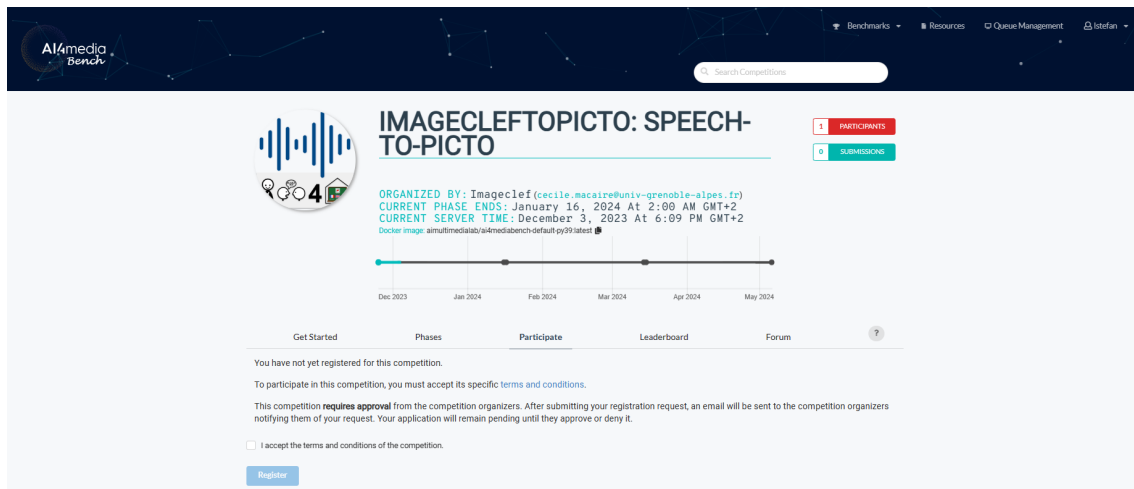 AI4media
Bench
Benchmarks
Resources
Queue Management
lstefan
Search Competitions
4
IMAGECLEFTOPICTO: SPEECH-
TO-PICTO
1 PARTICIPANTS
0 SUBMISSIONS
ORGANIZED BY: Imageclef (cecile.macaire@univ-grenoble-alpes.fr)
CURRENT PHASE ENDS: January 16, 2024 At 2:00 AM GMT+2
CURRENT SERVER TIME: December 3, 2023 At 6:09 PM GMT+2
Docker image: aimultimedialab/ai4mediabench-default-py39:latest
Dec 2023 Jan 2024 Feb 2024 Mar 2024 Apr 2024 May 2024
Get Started Phases Participate Leaderboard Forum ?
You have not yet registered for this competition.
To participate in this competition, you must accept its specific terms and conditions.
This competition requires approval from the competition organizers. After submitting your registration request, an email will be sent to the competition organizers
notifying them of your request. Your application will remain pending until they approve or deny it.
I accept the terms and conditions of the competition.
Register